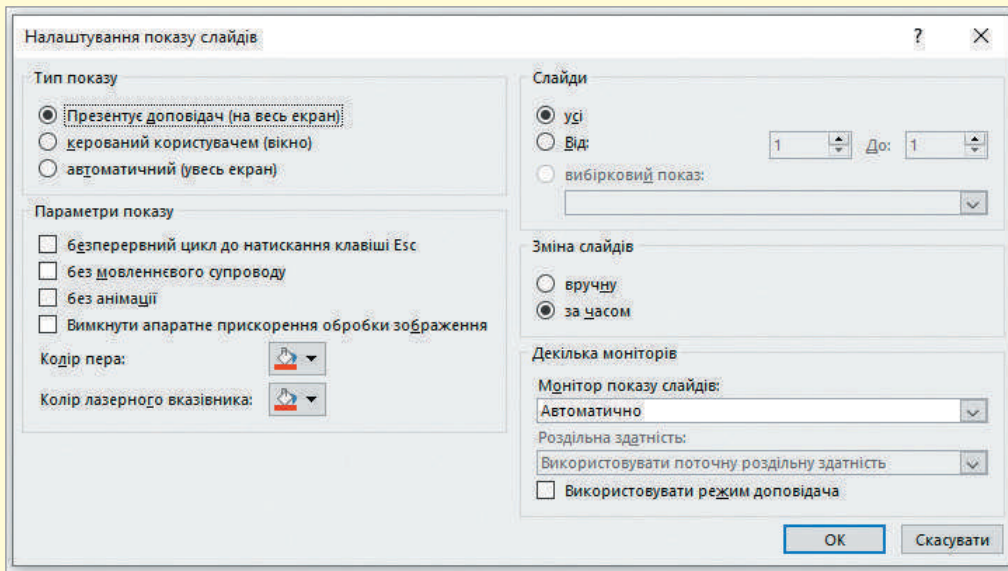 Налаштування показу слайдів
Тип показу
Презентує доповідач (на весь екран)
керований користувачем (вікно)
автоматичний (увесь екран)
Параметри показу
безперервний цикл до натискання клавіші Esc
без мовленнєвого супроводу
без анімації
Вимкнути апаратне прискорення обробки зображення
Колір пера:
Колір лазерного вказівника:
Слайди
усі
Від: 1 До: 1
вибірковий показ:
Зміна слайдів
вручну
за часом
Декілька моніторів
Монітор показу слайдів:
Автоматично
Роздільна здатність:
Використовувати поточну роздільну здатність
Використовувати режим доповідача
ОК Скасувати